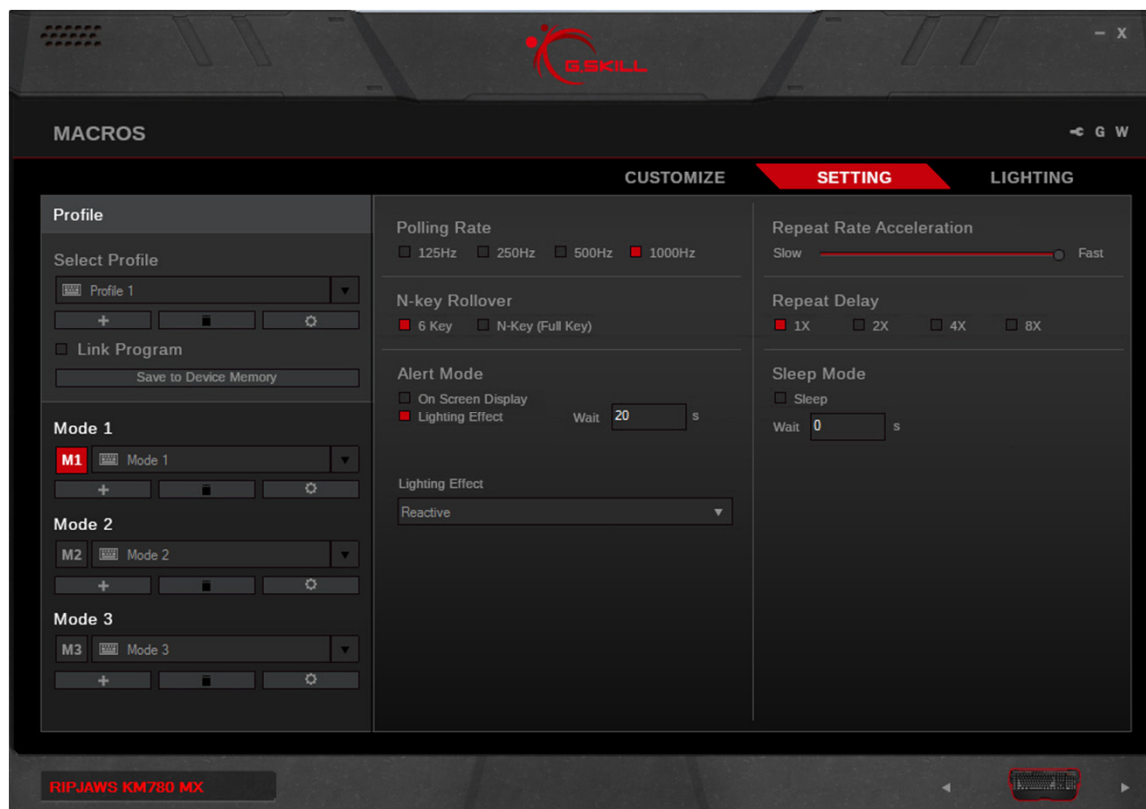 G.SKILL
– X
MACROS
G W
CUSTOMIZE SETTING LIGHTING
Profile
Select Profile
Profile 1
Link Program
Save to Device Memory
Mode 1
M1 Mode 1
Mode 2
M2 Mode 2
Mode 3
M3 Mode 3
Polling Rate
125Hz 250Hz 500Hz 1000Hz
N-key Rollover
6 Key N-Key (Full Key)
Alert Mode
On Screen Display
Lighting Effect Wait 20 s
Lighting Effect
Reactive
Repeat Rate Acceleration
Slow Fast
Repeat Delay
1X 2X 4X 8X
Sleep Mode
Sleep
Wait 0 s
RIPJAWS KM780 MX